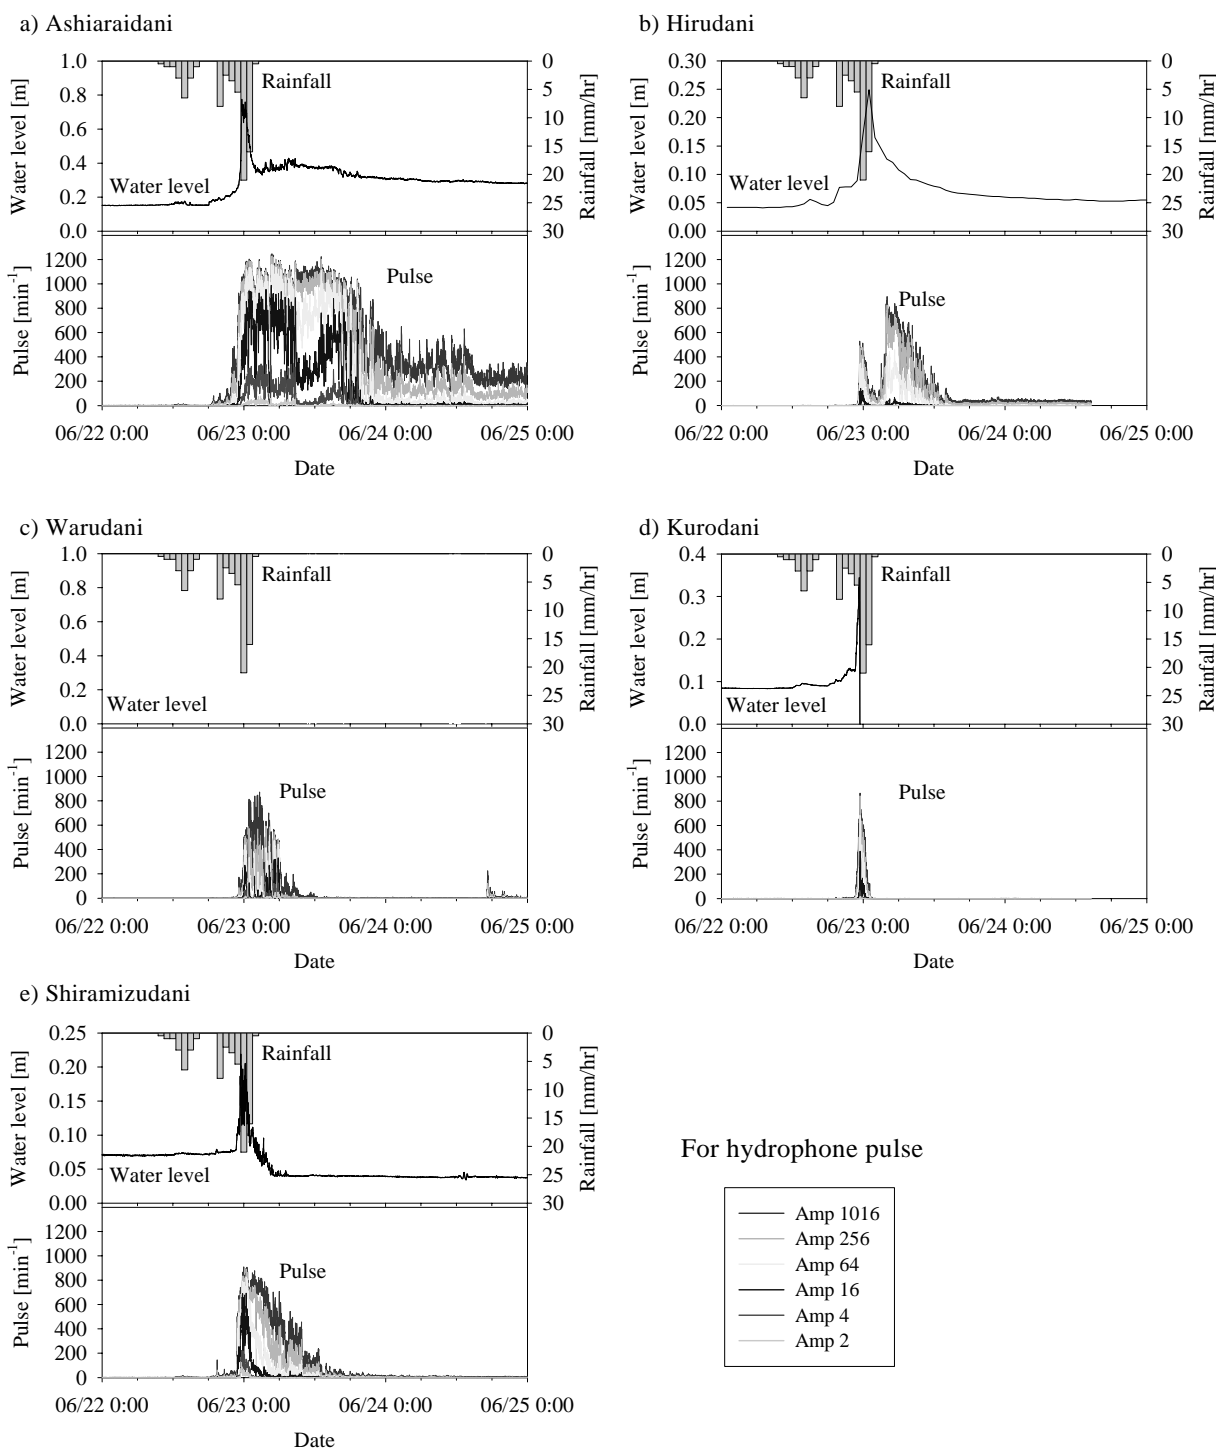 a) Ashiaraidani
1.0
0.8
0.6
0.4
0.2
0.0
Water level [m]
Rainfall
Water level
0
5
10
15
20
25
30
Rainfall [mm/hr]
1200
1000
800
600
400
200
0
Pulse [min-1]
Pulse
06/22 0:00 06/23 0:00 06/24 0:00 06/25 0:00
Date
b) Hirudani
0.30
0.25
0.20
0.15
0.10
0.05
0.00
Water level [m]
Rainfall
Water level
0
5
10
15
20
25
30
Rainfall [mm/hr]
1200
1000
800
600
400
200
0
Pulse [min-1]
Pulse
06/22 0:00 06/23 0:00 06/24 0:00 06/25 0:00
Date
c) Warudani
1.0
0.8
0.6
0.4
0.2
0.0
Water level [m]
Rainfall
Water level
0
5
10
15
20
25
30
Rainfall [mm/hr]
1200
1000
800
600
400
200
0
Pulse [min-1]
Pulse
06/22 0:00 06/23 0:00 06/24 0:00 06/25 0:00
Date
d) Kurodani
0.4
0.3
0.2
0.1
0.0
Water level [m]
Rainfall
Water level
0
5
10
15
20
25
30
Rainfall [mm/hr]
1200
1000
800
600
400
200
0
Pulse [min-1]
Pulse
06/22 0:00 06/23 0:00 06/24 0:00 06/25 0:00
Date
e) Shiramizudani
0.25
0.20
0.15
0.10
0.05
0.00
Water level [m]
Rainfall
Water level
0
5
10
15
20
25
30
Rainfall [mm/hr]
1200
1000
800
600
400
200
0
Pulse [min-1]
Pulse
06/22 0:00 06/23 0:00 06/24 0:00 06/25 0:00
Date
For hydrophone pulse
Amp 1016
Amp 256
Amp 64
Amp 16
Amp 4
Amp 2